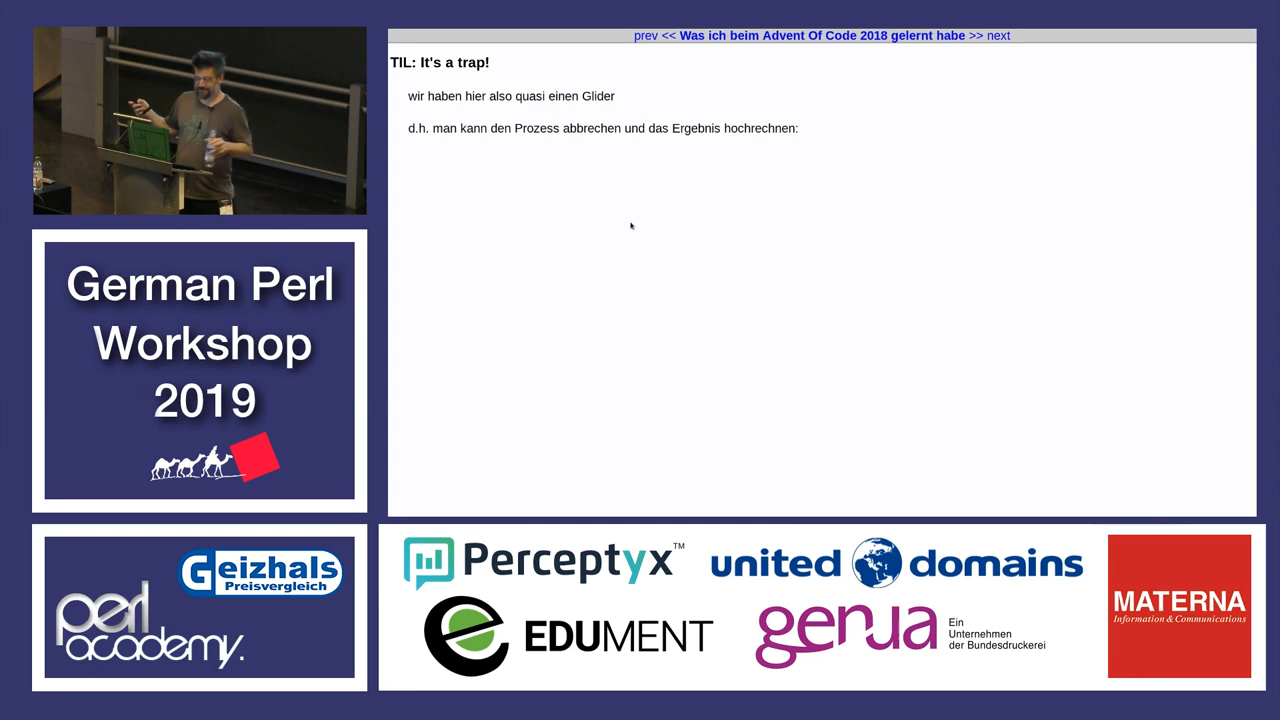 prev << Was ich beim Advent Of Code 2018 gelernt habe >> next
TIL: It's a trap!
wir haben hier also quasi einen Glider
d.h. man kann den Prozess abbrechen und das Ergebnis hochrechnen:
German Perl
Workshop
2019
Geizhals
Preisvergleich
perl
academy.
Perceptyx™
united domains
EDUMENT
genua
Ein
Unternehmen
der Bundesdruckerei
MATERNA
Information & Communications